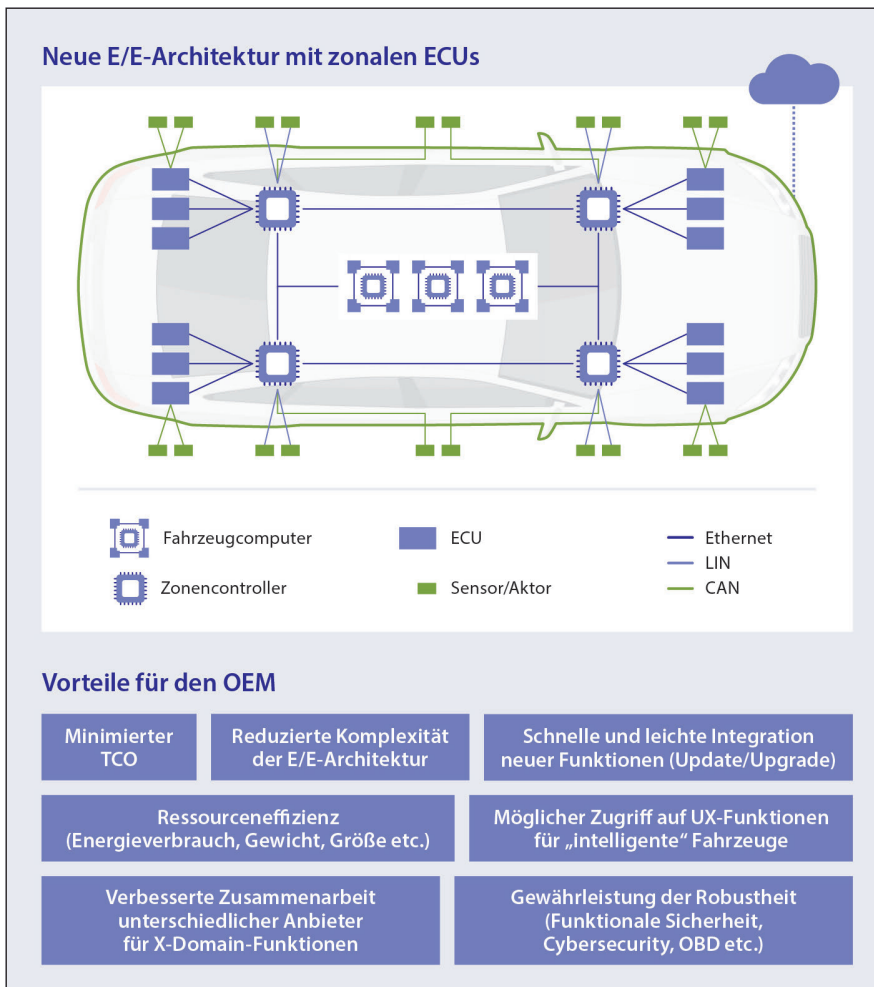 Neue E/E-Architektur mit zonalen ECUs
Fahrzeugcomputer
ECU
Ethernet
LIN
Zonencontroller
Sensor/Aktor
CAN
Vorteile für den OEM
Minimierter
TCO
Reduzierte Komplexität
der E/E-Architektur
Schnelle und leichte Integration
neuer Funktionen (Update/Upgrade)
Ressourceneffizienz
(Energieverbrauch, Gewicht, Größe etc.)
Möglicher Zugriff auf UX-Funktionen
für „intelligente“ Fahrzeuge
Verbesserte Zusammenarbeit
unterschiedlicher Anbieter
für X-Domain-Funktionen
Gewährleistung der Robustheit
(Funktionale Sicherheit,
Cybersecurity, OBD etc.)